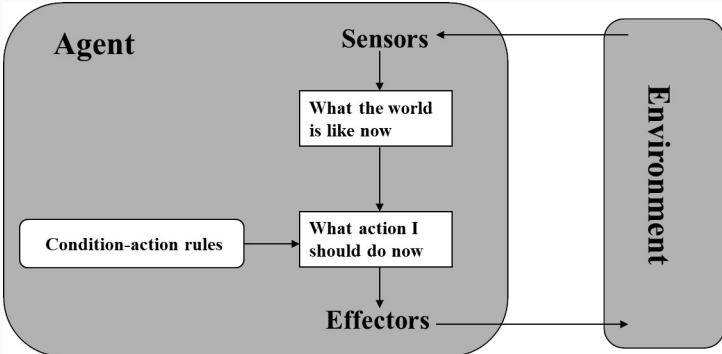 Agent
Sensors
What the world
is like now
Condition-action rules
What action I
should do now
Effectors
Environment